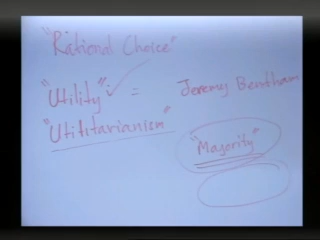 "Rational Choice"
"Utility" = Jeremy Bentham
"Utilitarianism"
"Majority"